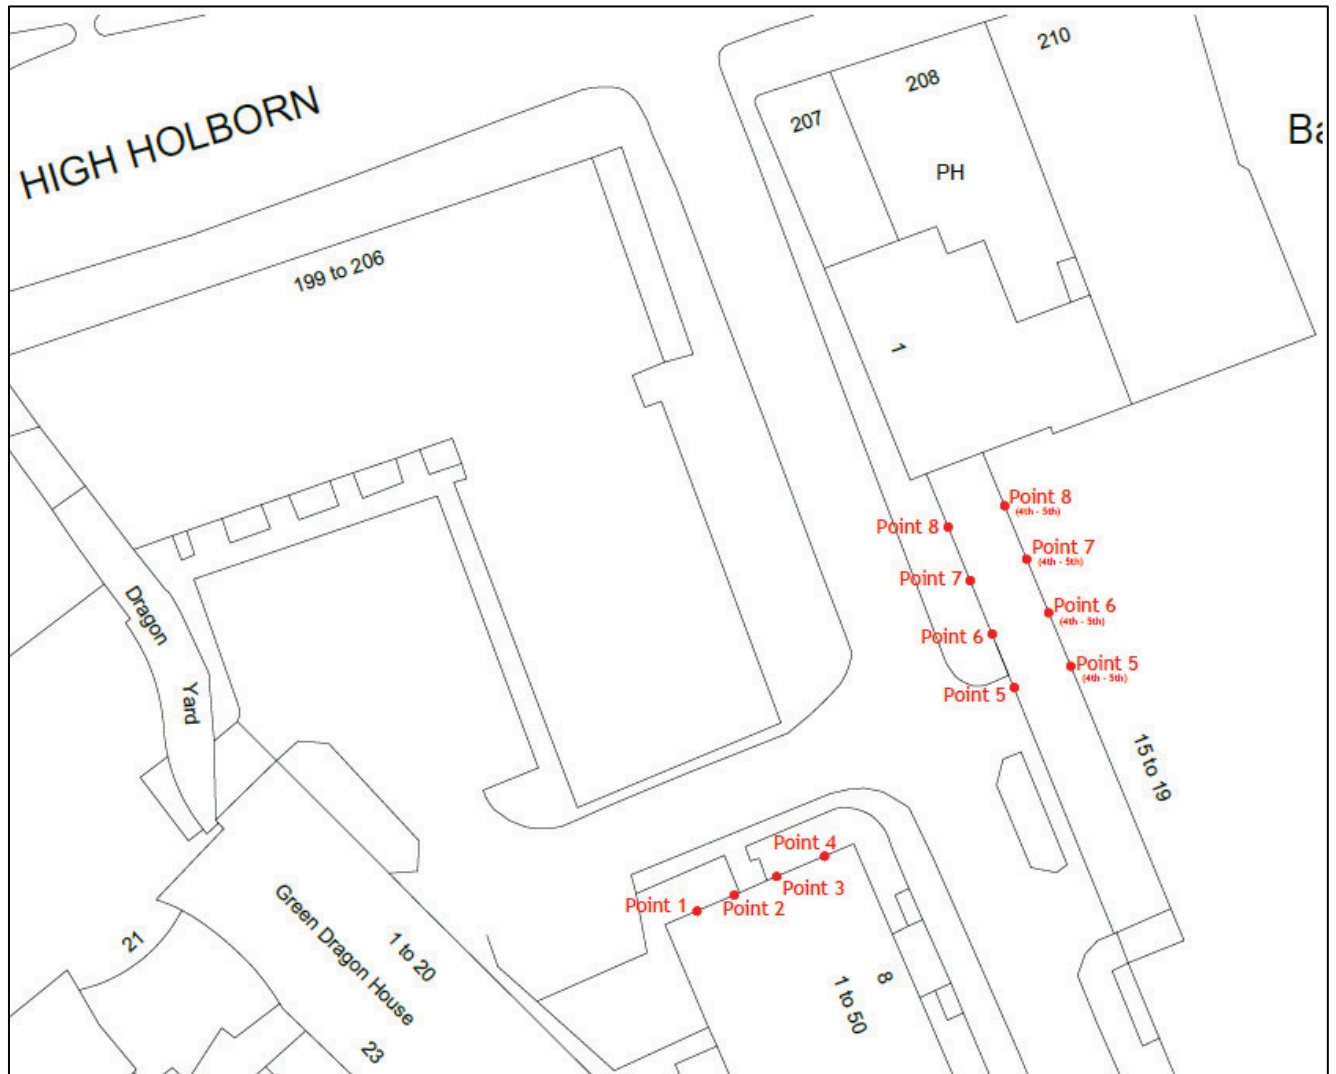 HIGH HOLBORN
207
208
210
PH
Ba
199 to 206
1
Point 8
(4th - 5th)
Point 8
Point 7
(4th - 5th)
Point 7
Point 6
(4th - 5th)
Point 6
Point 5
(4th - 5th)
Point 5
Dragon
Yard
15 to 19
Point 4
Point 3
Point 2
Point 1
21
1 to 20
Green Dragon House
23
8
1 to 50